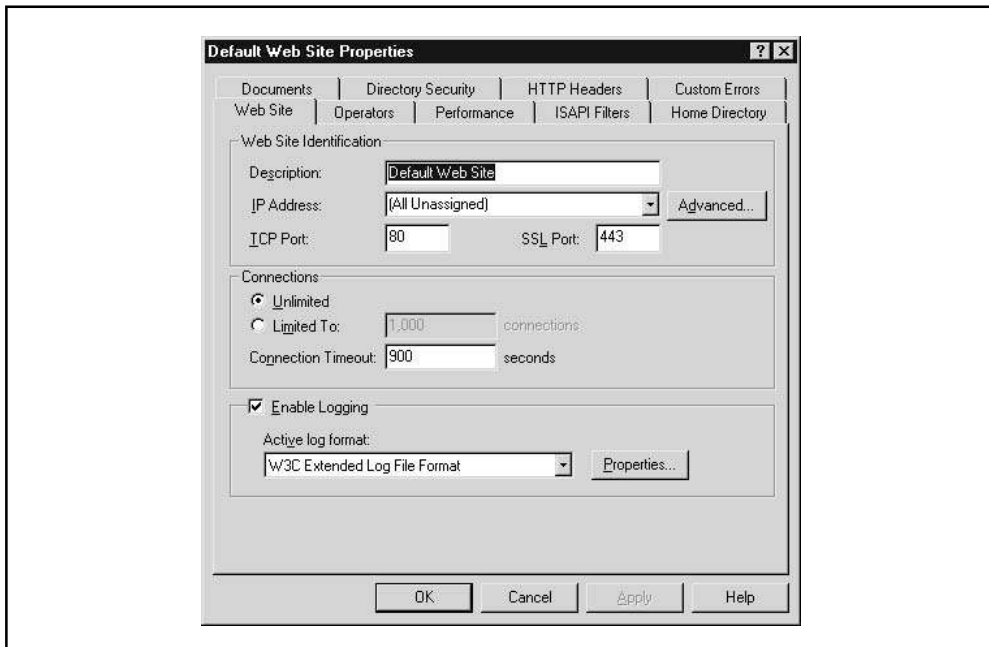 Default Web Site Properties
? X
Documents Directory Security HTTP Headers Custom Errors
Web Site Operators Performance ISAPI Filters Home Directory
Web Site Identification
Description: Default Web Site
IP Address: (All Unassigned) Advanced...
TCP Port: 80 SSL Port: 443
Connections
Unlimited
Limited To: 1,000 connections
Connection Timeout: 900 seconds
Enable Logging
Active log format:
W3C Extended Log File Format Properties...
OK Cancel Apply Help